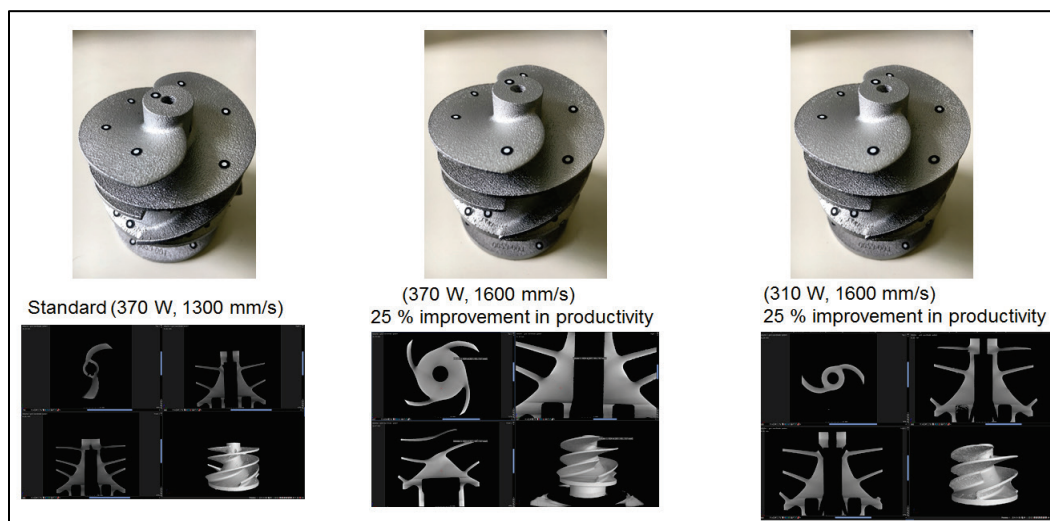 Standard (370 W, 1300 mm/s)
(370 W, 1600 mm/s)
25 % improvement in productivity
(310 W, 1600 mm/s)
25 % improvement in productivity